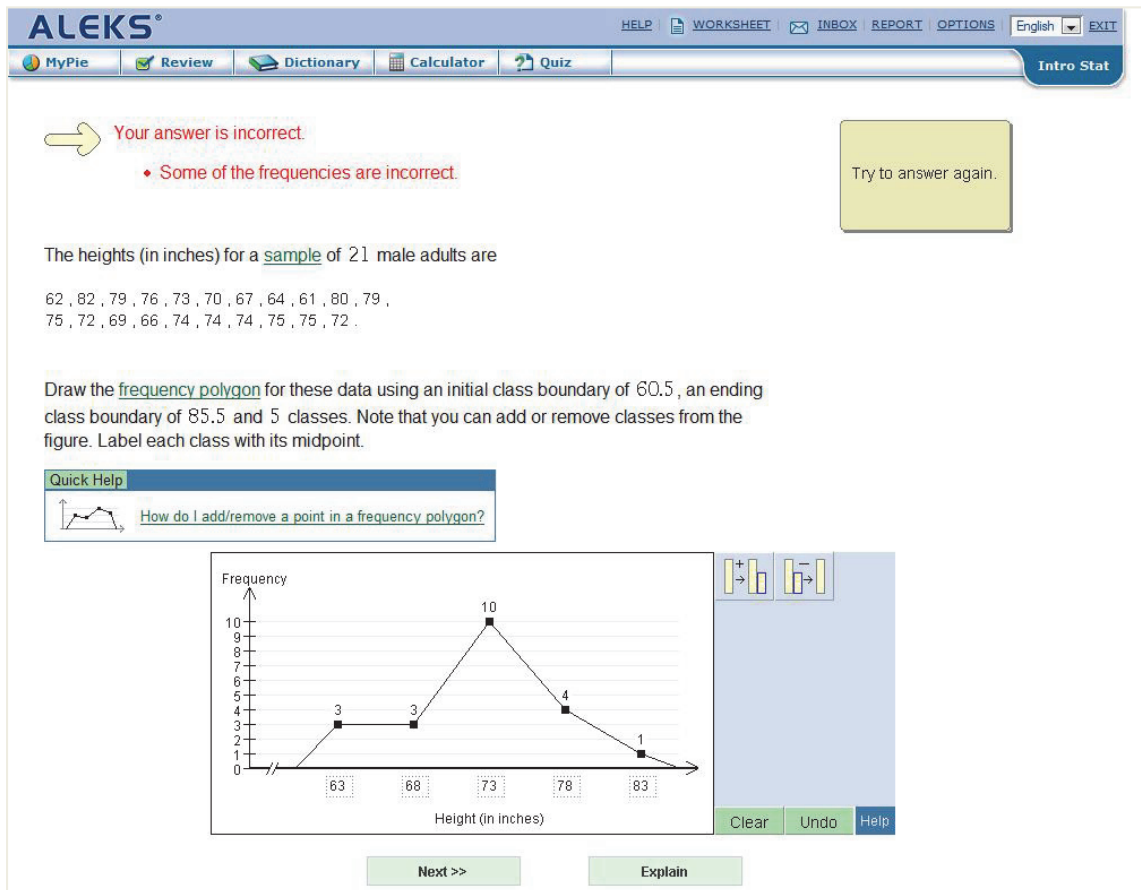 ALEKS®
HELP WORKSHEET INBOX REPORT OPTIONS English EXIT
MyPie Review Dictionary Calculator Quiz Intro Stat
Your answer is incorrect.
• Some of the frequencies are incorrect.
Try to answer again.
The heights (in inches) for a sample of 21 male adults are
62 , 82 , 79 , 76 , 73 , 70 , 67 , 64 , 61 , 80 , 79 ,
75 , 72 , 69 , 66 , 74 , 74 , 74 , 75 , 75 , 72 .
Draw the frequency polygon for these data using an initial class boundary of 60.5, an ending
class boundary of 85.5 and 5 classes. Note that you can add or remove classes from the
figure. Label each class with its midpoint.
Quick Help
How do I add/remove a point in a frequency polygon?
Frequency
10
10
9
8
7
6
5
4
4
3 3
3
2
1
1
0
63 68 73 78 83
Height (in inches)
Clear Undo Help
Next >> Explain